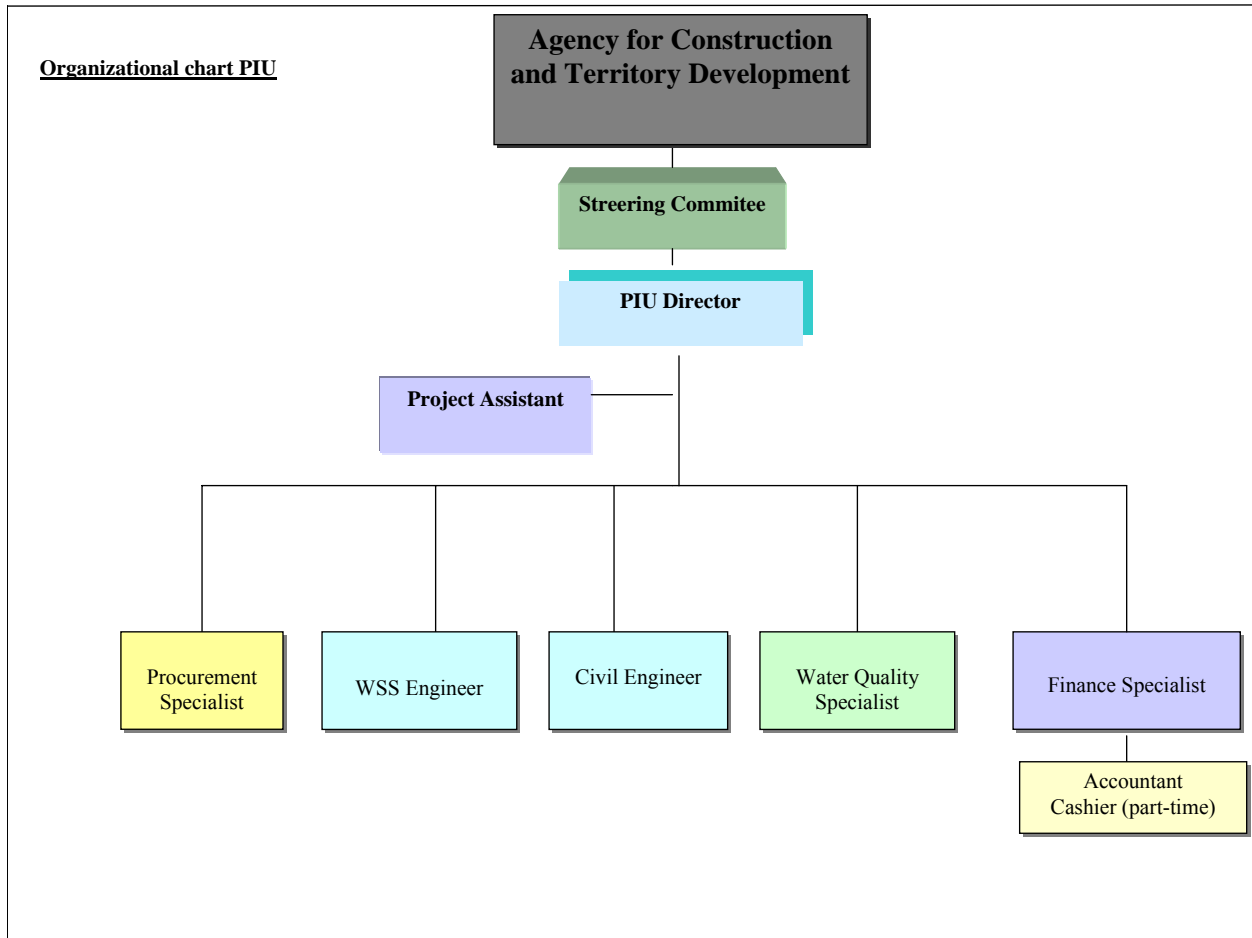 Organizational chart PIU
Agency for Construction
and Territory Development
Streering Commitee
PIU Director
Project Assistant
Procurement
Specialist
WSS Engineer
Civil Engineer
Water Quality
Specialist
Finance Specialist
Accountant
Cashier (part-time)